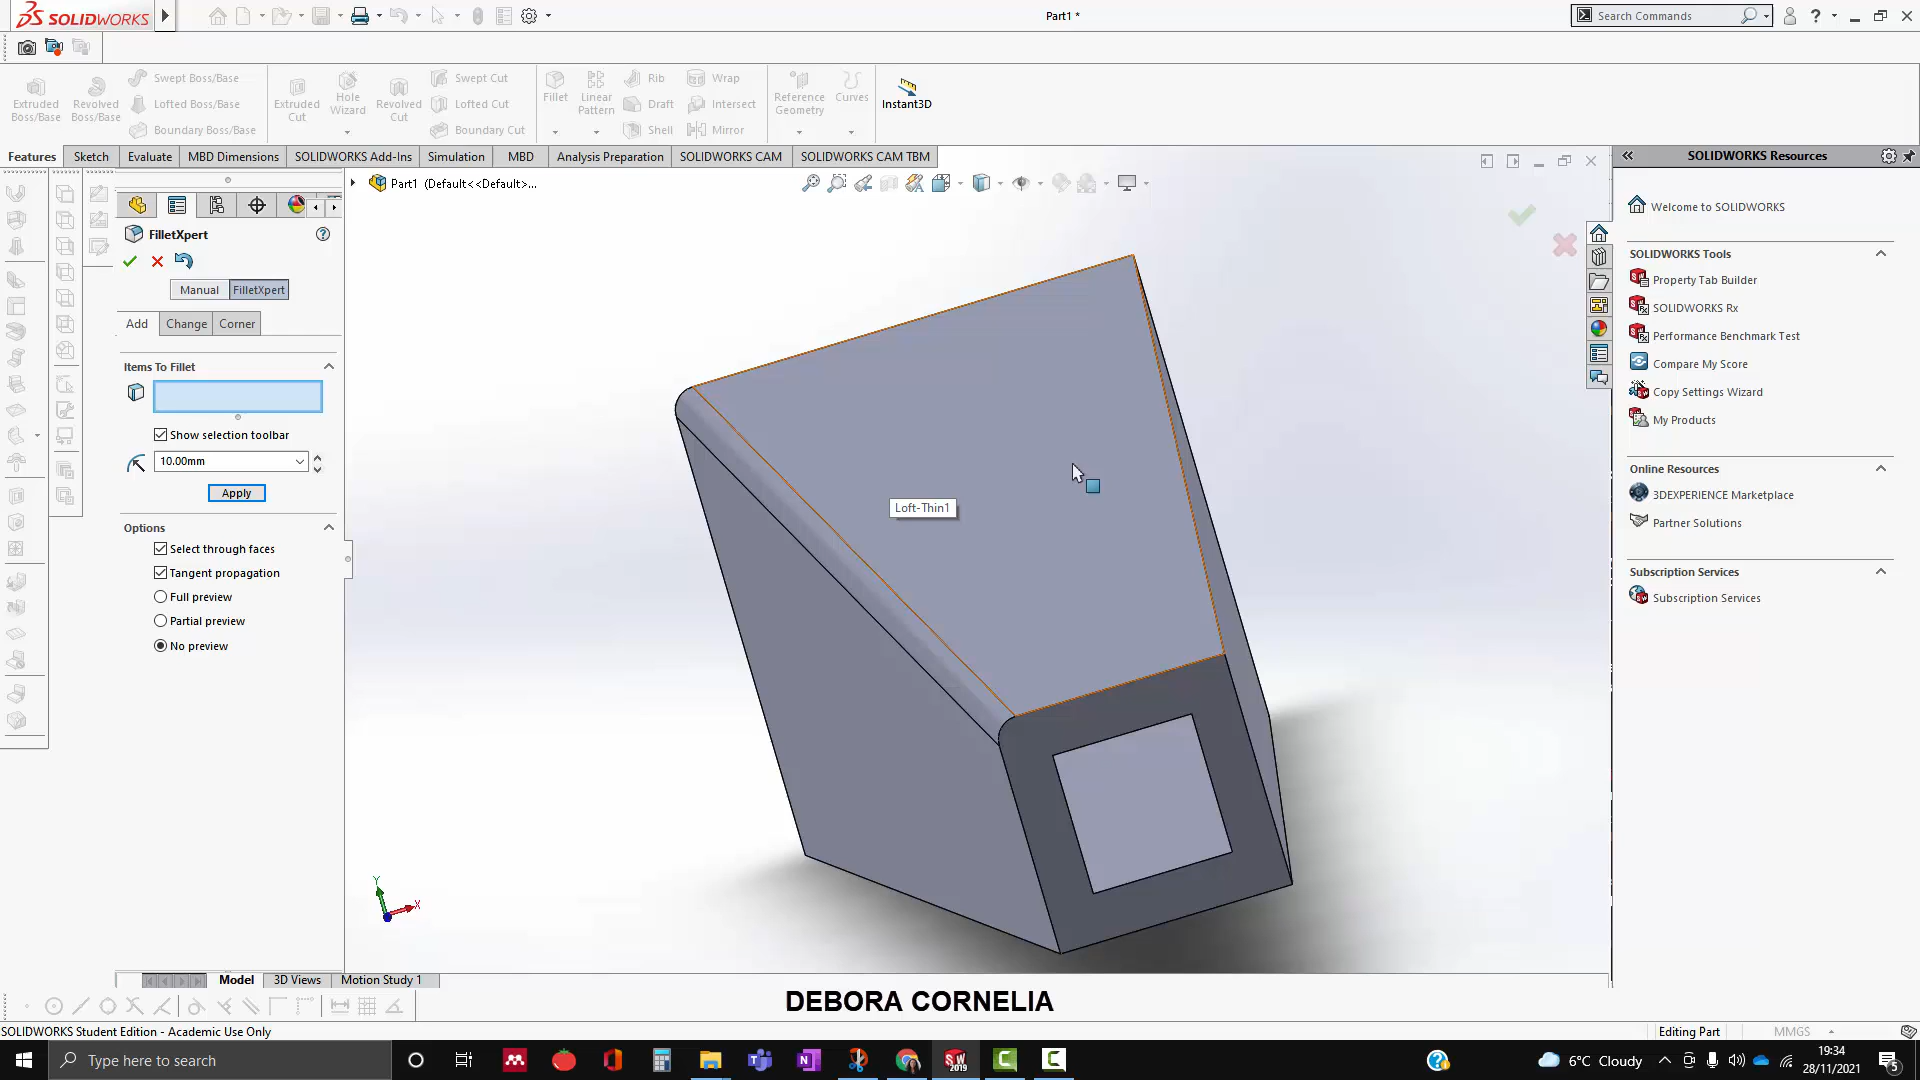 SOLIDWORKS
Part1 *
Search Commands
Extruded Boss/Base
Revolved Boss/Base
Swept Boss/Base
Lofted Boss/Base
Boundary Boss/Base
Extruded Cut
Hole Wizard
Revolved Cut
Swept Cut
Lofted Cut
Boundary Cut
Fillet
Linear Pattern
Rib
Draft
Shell
Wrap
Intersect
Mirror
Reference Geometry
Curves
Instant3D
Features
Sketch
Evaluate
MBD Dimensions
SOLIDWORKS Add-Ins
Simulation
MBD
Analysis Preparation
SOLIDWORKS CAM
SOLIDWORKS CAM TBM
Part1 (Default<<Default>...
FilletXpert
Manual
FilletXpert
Add
Change
Corner
Items To Fillet
Show selection toolbar
10.00mm
Apply
Options
Select through faces
Tangent propagation
Full preview
Partial preview
No preview
Loft-Thin1
Y
X
SOLIDWORKS Resources
Welcome to SOLIDWORKS
SOLIDWORKS Tools
Property Tab Builder
SOLIDWORKS Rx
Performance Benchmark Test
Compare My Score
Copy Settings Wizard
My Products
Online Resources
3DEXPERIENCE Marketplace
Partner Solutions
Subscription Services
Subscription Services
Model
3D Views
Motion Study 1
DEBORA CORNELIA
SOLIDWORKS Student Edition - Academic Use Only
Editing Part
MMGS
Type here to search
SW 2019
6°C Cloudy
19:34
28/11/2021
5